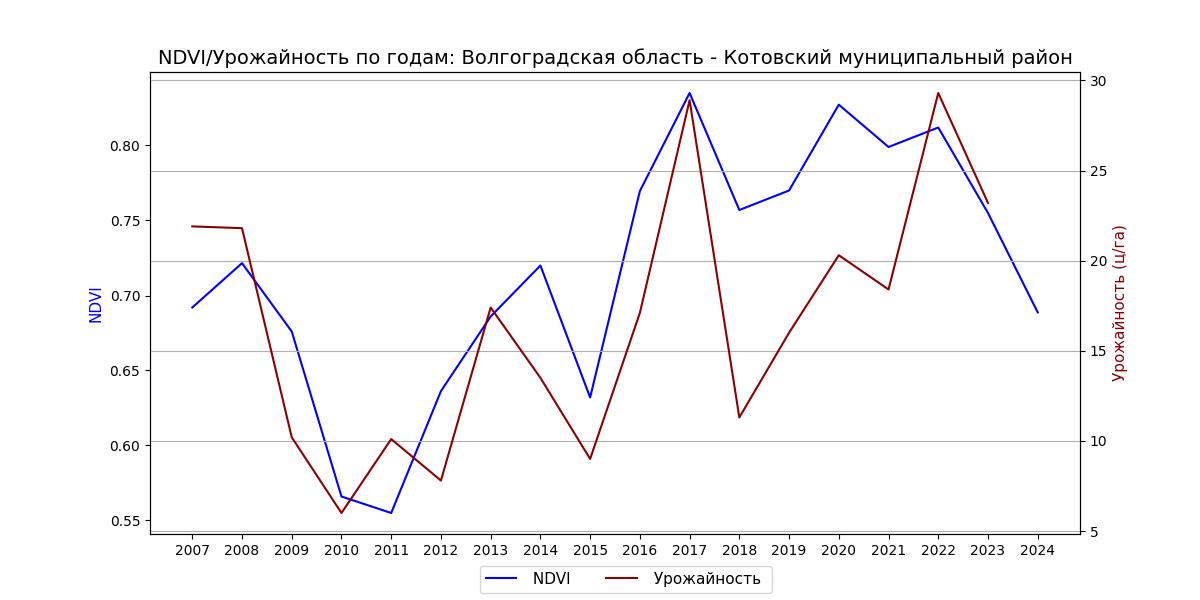 NDVI/Урожайность по годам: Волгоградская область - Котовский муниципальный район
0.80
0.75
0.70
0.65
0.60
0.55
NDVI
30
25
20
15
10
5
Урожайность (ц/га)
2007 2008 2009 2010 2011 2012 2013 2014 2015 2016 2017 2018 2019 2020 2021 2022 2023 2024
NDVI Урожайность